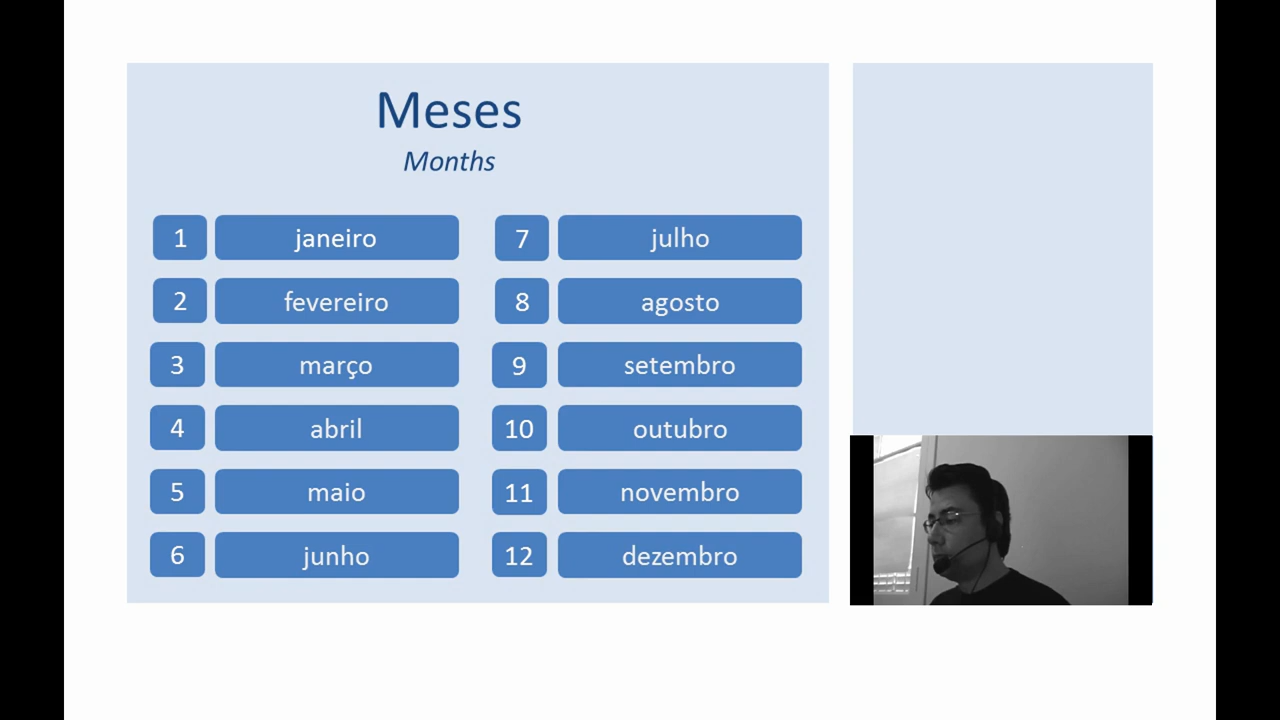 Meses
Months
1 janeiro
2 fevereiro
3 março
4 abril
5 maio
6 junho
7 julho
8 agosto
9 setembro
10 outubro
11 novembro
12 dezembro